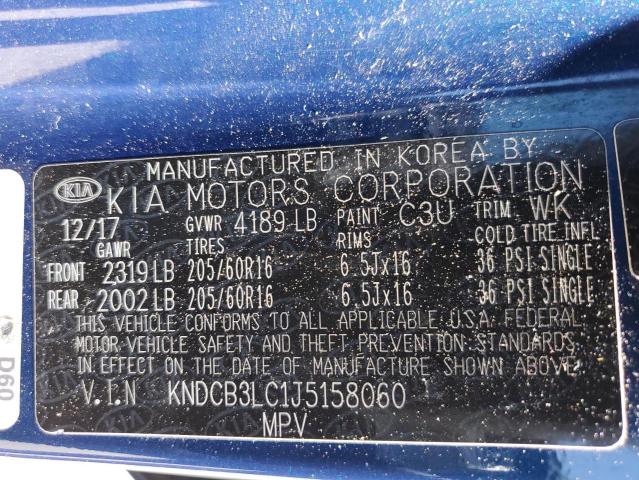 MANUFACTURED IN KOREA BY
KIA KIA MOTORS CORPORATION
12/17 GVWR 4189 LB PAINT C3U TRIM WK
GAWR TIRES RIMS COLD TIRE INFL
FRONT 2319 LB 205/60R16 6.5Jx16 36 PSI SINGLE
REAR 2002 LB 205/60R16 6.5Jx16 36 PSI SINGLE
THIS VEHICLE CONFORMS TO ALL APPLICABLE U.S.A. FEDERAL
MOTOR VEHICLE SAFETY AND THEFT PREVENTION STANDARDS
IN EFFECT ON THE DATE OF MANUFACTURE SHOWN ABOVE.
V.I.N KNDCB3LC1J5158060
MPV
D60